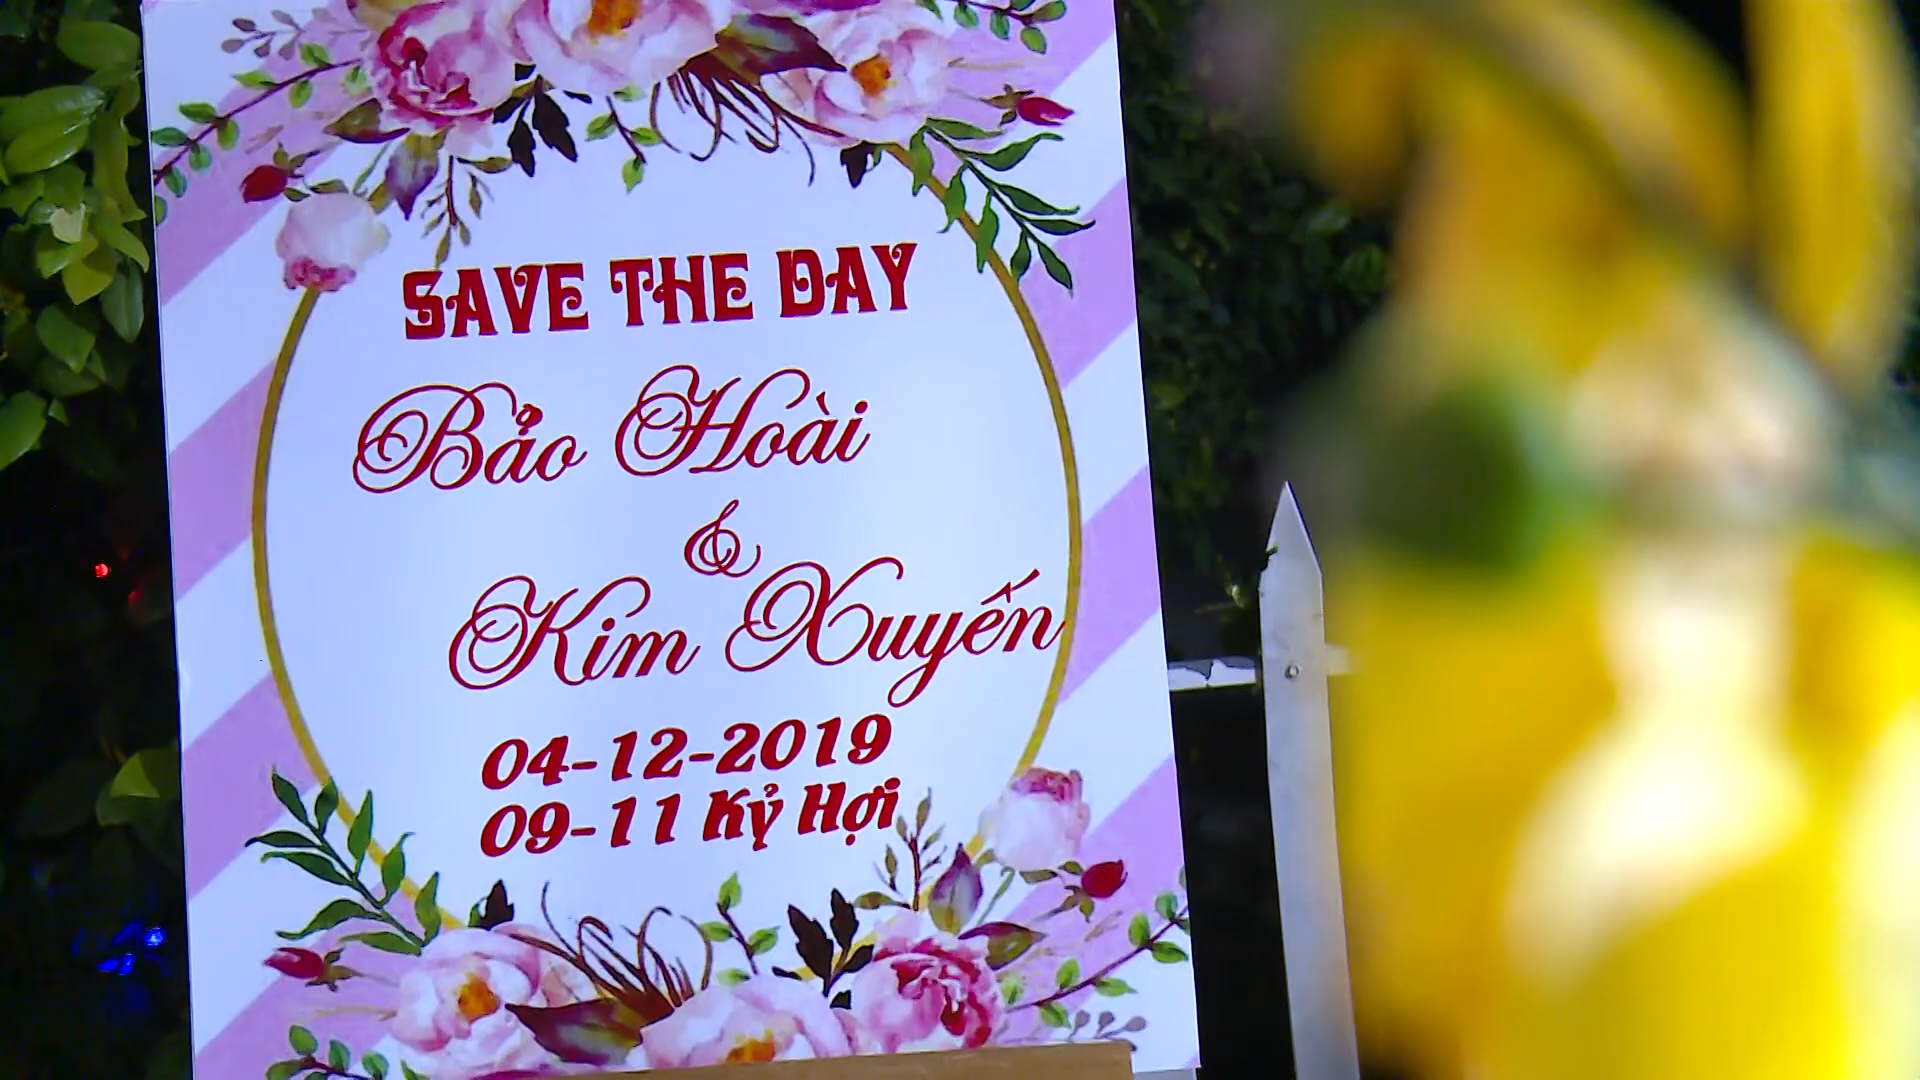 SAVE THE DAY
Bảo Hoài
&
Kim Xuyến
04-12-2019
09-11 Kỷ Hợi